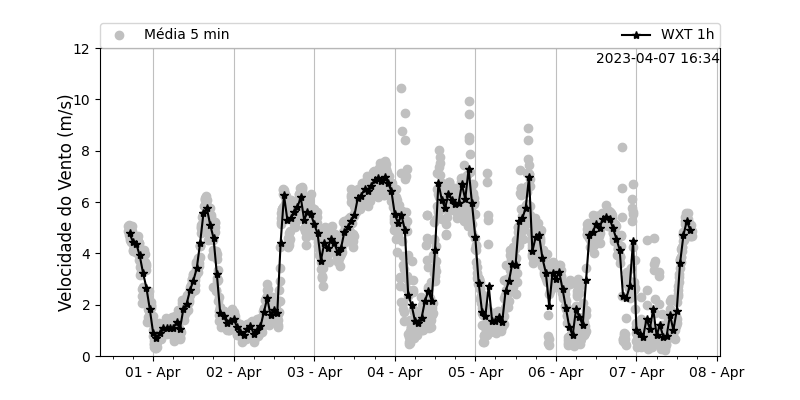 Média 5 min
WXT 1h
2023-04-07 16:34
Velocidade do Vento (m/s)
12
10
8
6
4
2
0
01 - Apr
02 - Apr
03 - Apr
04 - Apr
05 - Apr
06 - Apr
07 - Apr
08 - Apr